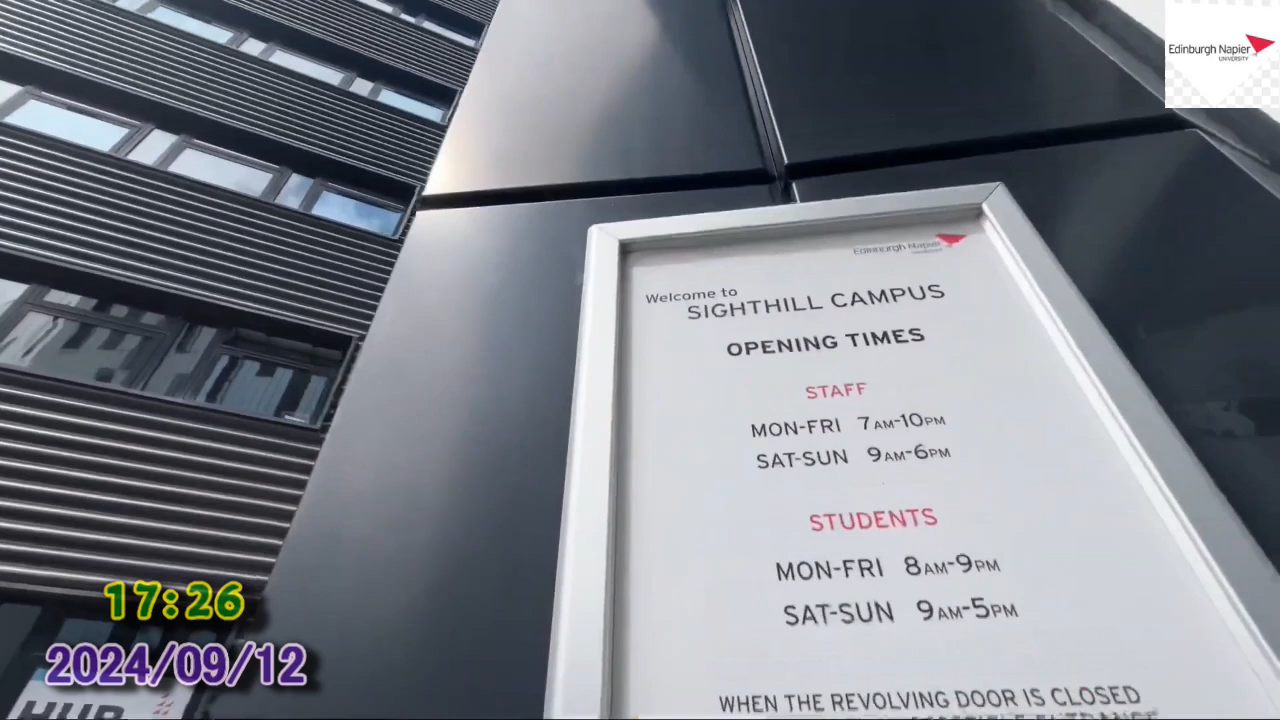 Edinburgh Napier
UNIVERSITY
Edinburgh Napier
Welcome to
SIGHTHILL CAMPUS
OPENING TIMES
STAFF
MON-FRI 7AM-10PM
SAT-SUN 9AM-6PM
STUDENTS
MON-FRI 8AM-9PM
SAT-SUN 9AM-5PM
WHEN THE REVOLVING DOOR IS CLOSED
17:26
2024/09/12
HUB